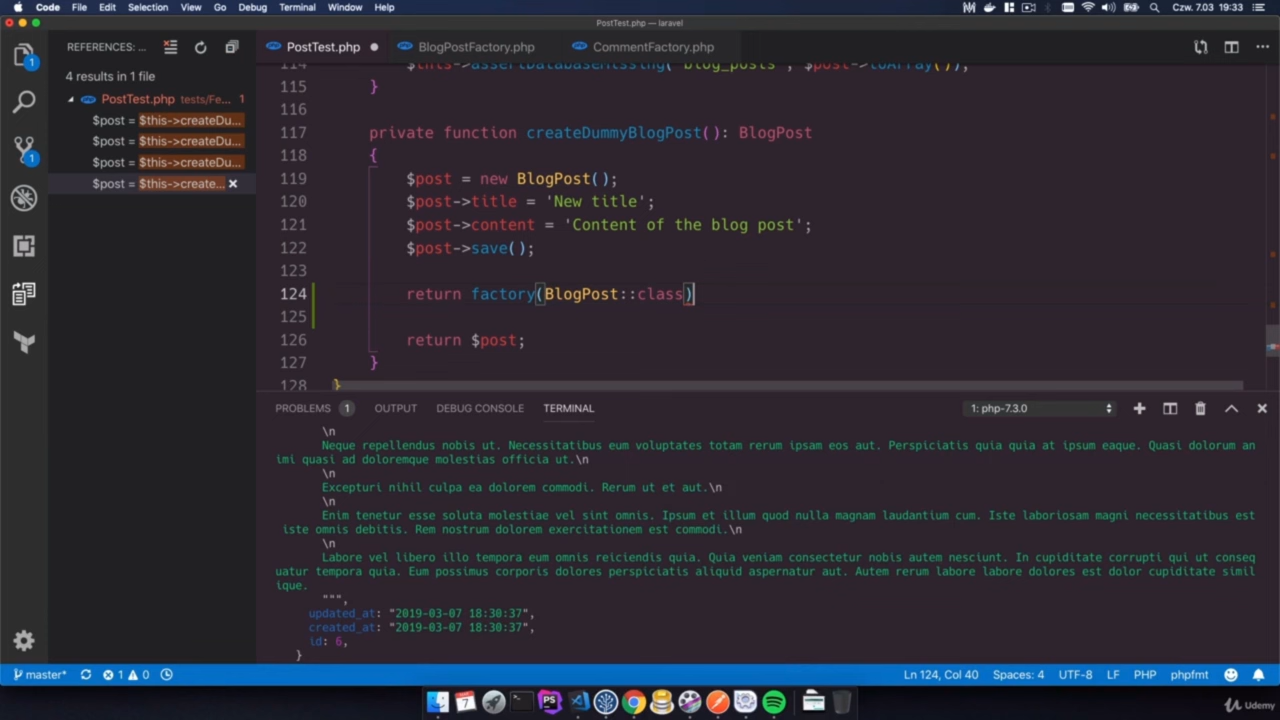 Code File Edit Selection View Go Debug Terminal Window Help Czw. 7.03 19:33
PostTest.php — laravel
REFERENCES: ...
PostTest.php BlogPostFactory.php CommentFactory.php
4 results in 1 file
PostTest.php tests/Fe... 1
$post = $this->createDu...
$post = $this->createDu...
$post = $this->createDu...
$post = $this->create...
114 $this->assertDatabaseMissing('blog_posts', $post->toArray());
115 }
116
117 private function createDummyBlogPost(): BlogPost
118 {
119 $post = new BlogPost();
120 $post->title = 'New title';
121 $post->content = 'Content of the blog post';
122 $post->save();
123
124 return factory(BlogPost::class)
125
126 return $post;
127 }
128 }
PROBLEMS 1 OUTPUT DEBUG CONSOLE TERMINAL 1: php-7.3.0
\n
Neque repellendus nobis ut. Necessitatibus eum voluptates totam rerum ipsam eos aut. Perspiciatis quia quia at ipsum eaque. Quasi dolorum an
imi quasi ad doloremque molestias officia ut.\n
\n
Excepturi nihil culpa ea dolorem commodi. Rerum ut et aut.\n
\n
Enim tenetur esse soluta molestiae vel sint omnis. Ipsum et illum quod nulla magnam laudantium cum. Iste laboriosam magni necessitatibus est
iste omnis debitis. Rem nostrum dolorem exercitationem est commodi.\n
\n
Labore vel libero illo tempora eum omnis reiciendis quia. Quia veniam consectetur nobis autem nesciunt. In cupiditate corrupti qui ut conseq
uatur tempora quia. Eum possimus corporis dolores perspiciatis aliquid aspernatur aut. Autem rerum labore labore dolores est dolor cupiditate simil
ique.
""",
updated_at: "2019-03-07 18:30:37",
created_at: "2019-03-07 18:30:37",
id: 6,
}
master* 1 0 Ln 124, Col 40 Spaces: 4 UTF-8 LF PHP phpfmt
Udemy